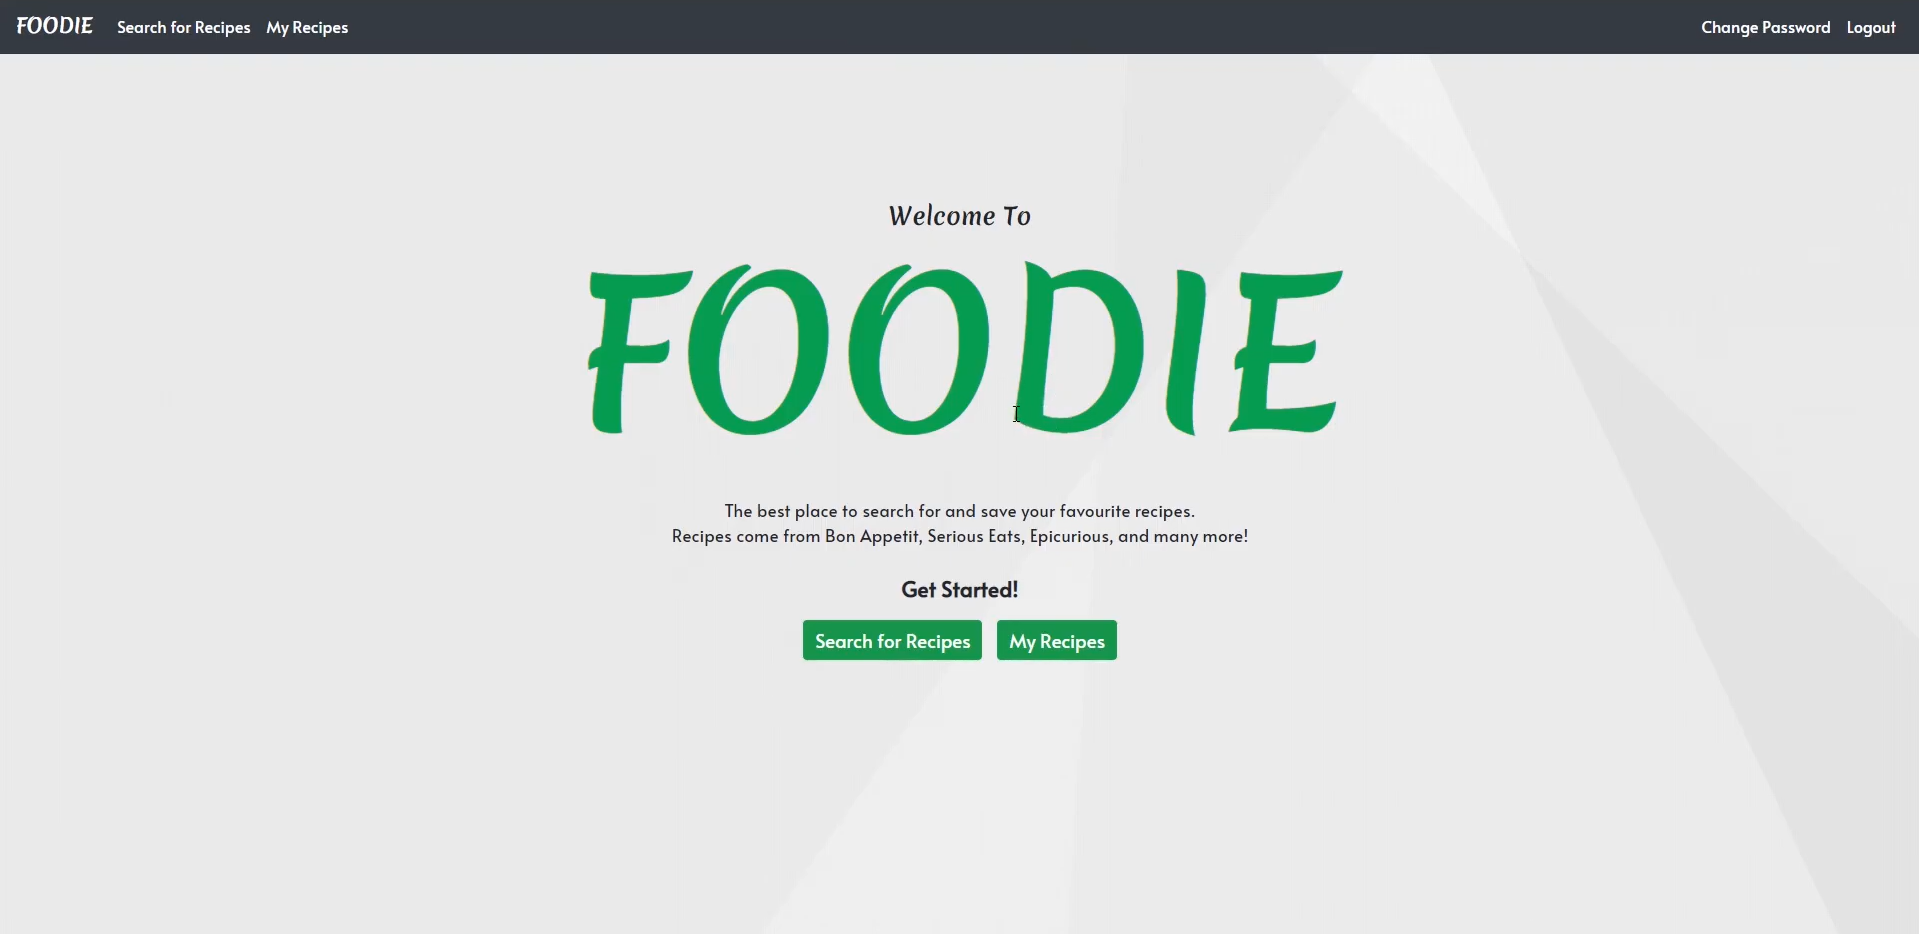 FOODIE Search for Recipes My Recipes Change Password Logout
Welcome To
FOODIE
The best place to search for and save your favourite recipes.
Recipes come from Bon Appetit, Serious Eats, Epicurious, and many more!
Get Started!
Search for Recipes My Recipes